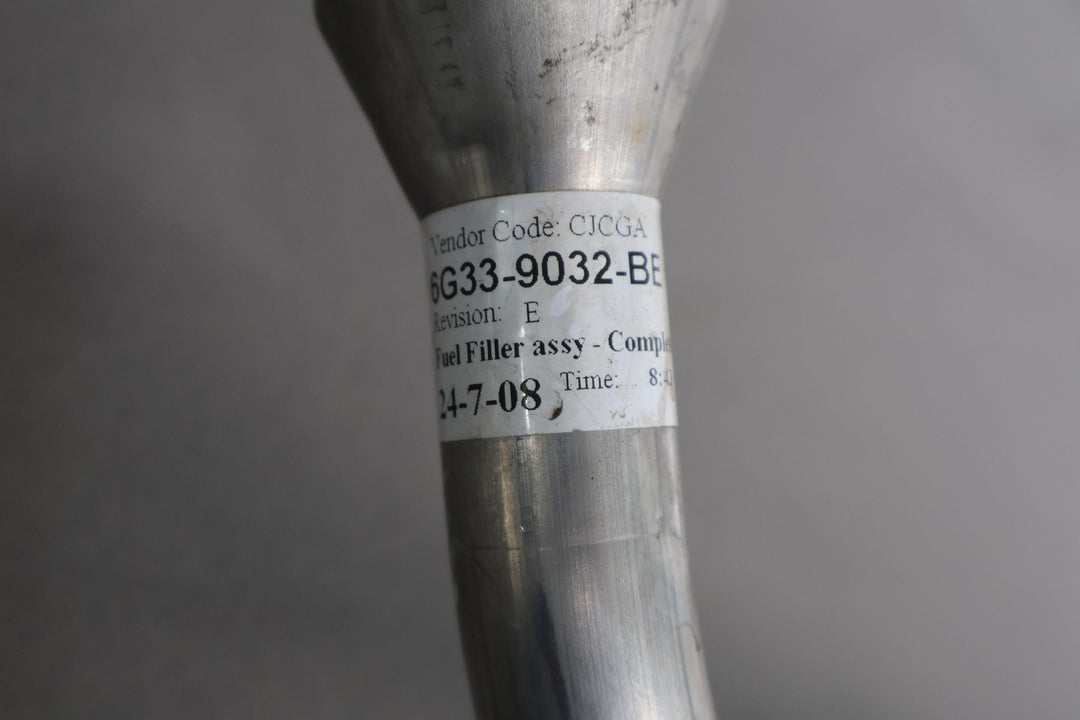 Vendor Code: CJCGA
6G33-9032-BE
Revision: E
Fuel Filler assy - Comple
24-7-08 Time: 8:4